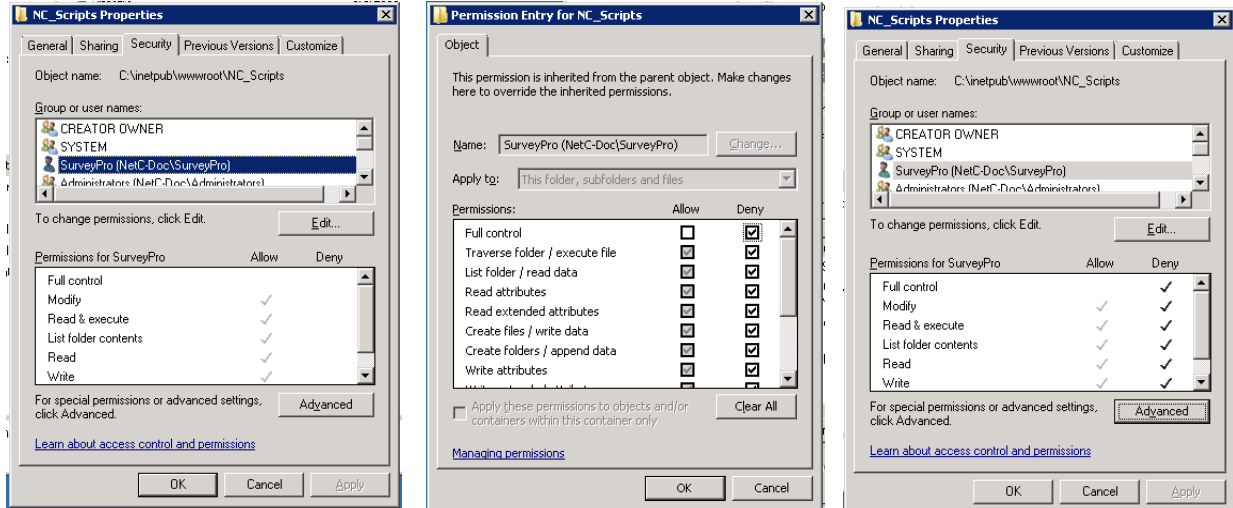 NC_Scripts Properties
General Sharing Security Previous Versions Customize
Object name: C:\inetpub\wwwroot\NC_Scripts
Group or user names:
CREATOR OWNER
SYSTEM
SurveyPro (NetC-Doc\SurveyPro)
Administrators (NetC-Doc\Administrators)
To change permissions, click Edit.
Edit...
Permissions for SurveyPro Allow Deny
Full control
Modify
Read & execute
List folder contents
Read
Write
For special permissions or advanced settings,
click Advanced.
Advanced
Learn about access control and permissions
OK Cancel Apply
Permission Entry for NC_Scripts
Object
This permission is inherited from the parent object. Make changes
here to override the inherited permissions.
Name: SurveyPro (NetC-Doc\SurveyPro) Change...
Apply to: This folder, subfolders and files
Permissions: Allow Deny
Full control
Traverse folder / execute file
List folder / read data
Read attributes
Read extended attributes
Create files / write data
Create folders / append data
Write attributes
Apply these permissions to objects and/or
containers within this container only
Clear All
Managing permissions
OK Cancel
NC_Scripts Properties
General Sharing Security Previous Versions Customize
Object name: C:\inetpub\wwwroot\NC_Scripts
Group or user names:
CREATOR OWNER
SYSTEM
SurveyPro (NetC-Doc\SurveyPro)
Administrators (NetC-Doc\Administrators)
To change permissions, click Edit.
Edit...
Permissions for SurveyPro Allow Deny
Full control
Modify
Read & execute
List folder contents
Read
Write
For special permissions or advanced settings,
click Advanced.
Advanced
Learn about access control and permissions
OK Cancel Apply